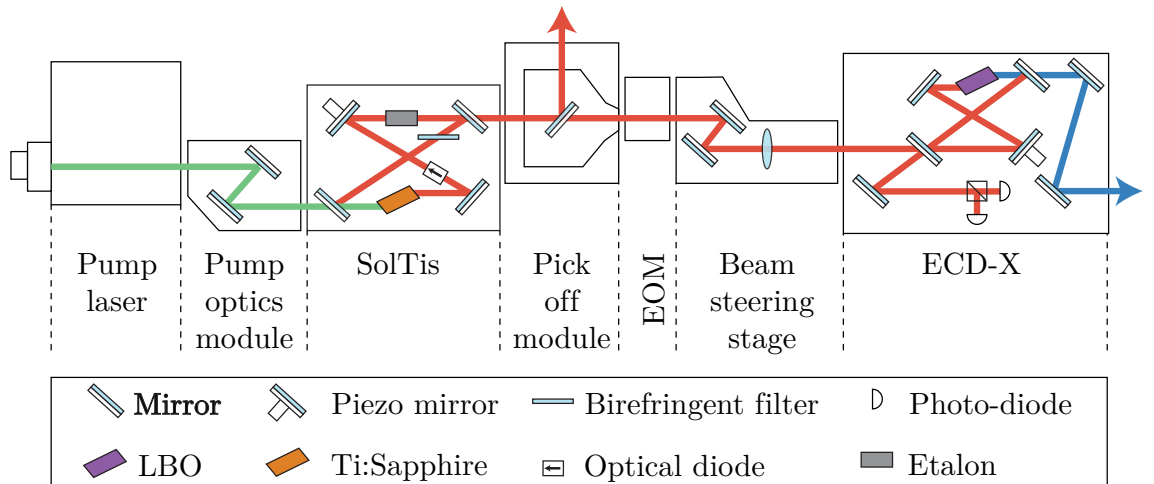 Pump
laser
Pump
optics
module
SolTis
Pick
off
module
EOM
Beam
steering
stage
ECD-X
Mirror
Piezo mirror
Birefringent filter
Photo-diode
LBO
Ti:Sapphire
Optical diode
Etalon